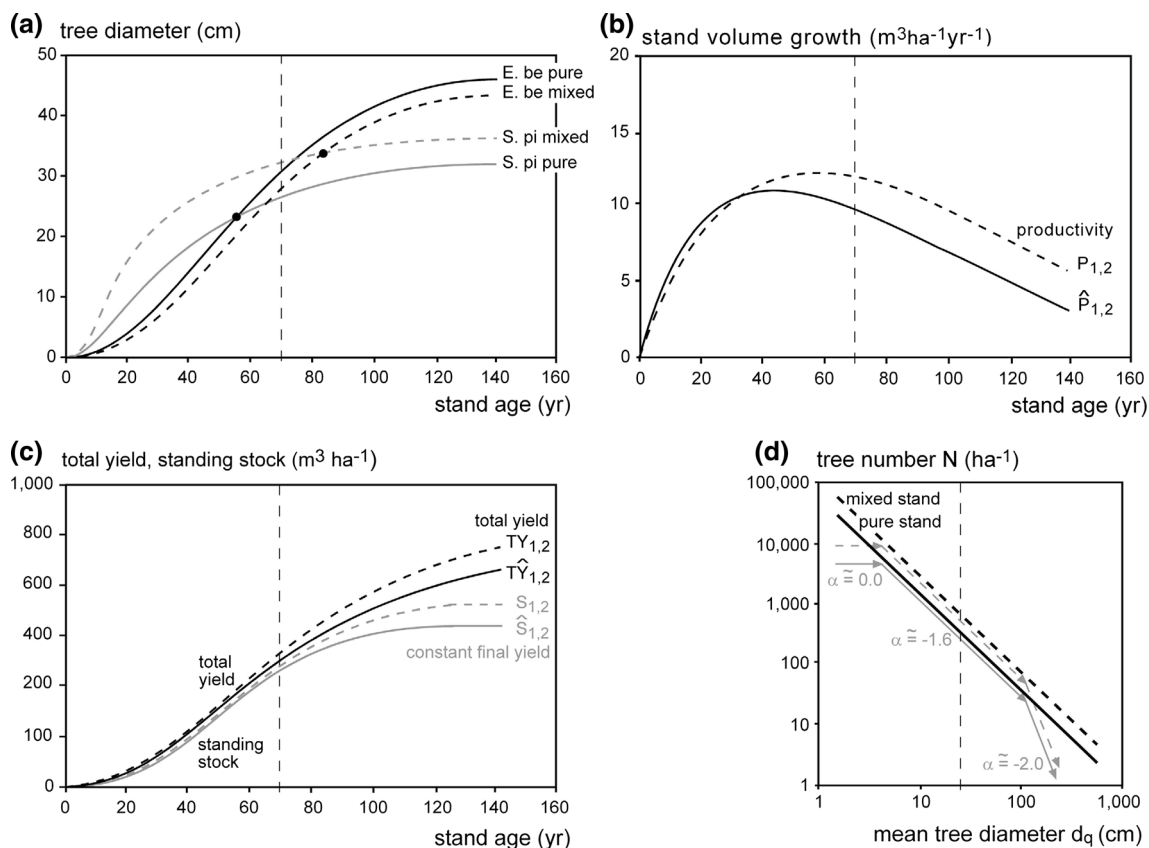 (a) tree diameter (cm)
50
40
30
20
10
0
E. be pure
E. be mixed
S. pi mixed
S. pi pure
0 20 40 60 80 100 120 140 160
stand age (yr)
(b) stand volume growth (m³ha⁻¹yr⁻¹)
20
15
10
5
0
productivity
P₁,₂
P̂₁,₂
0 20 40 60 80 100 120 140 160
stand age (yr)
(c) total yield, standing stock (m³ ha⁻¹)
1,000
800
600
400
200
100
0
total yield
TY₁,₂
TŶ₁,₂
S₁,₂
Ŝ₁,₂
constant final yield
total
yield
standing
stock
0 20 40 60 80 100 120 140 160
stand age (yr)
(d) tree number N (ha⁻¹)
100,000
10,000
1,000
100
10
1
mixed stand
pure stand
α ≅ 0.0
α ≅ -1.6
α ≅ -2.0
1 10 100 1,000
mean tree diameter dq (cm)